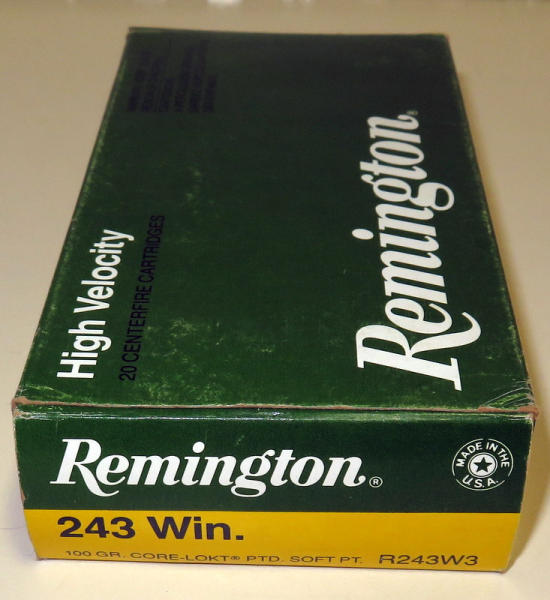 Remington®
High Velocity
20 CENTERFIRE CARTRIDGES
Remington®
MADE IN THE U.S.A.
243 Win.
100 GR. CORE-LOKT® PTD. SOFT PT. R243W3